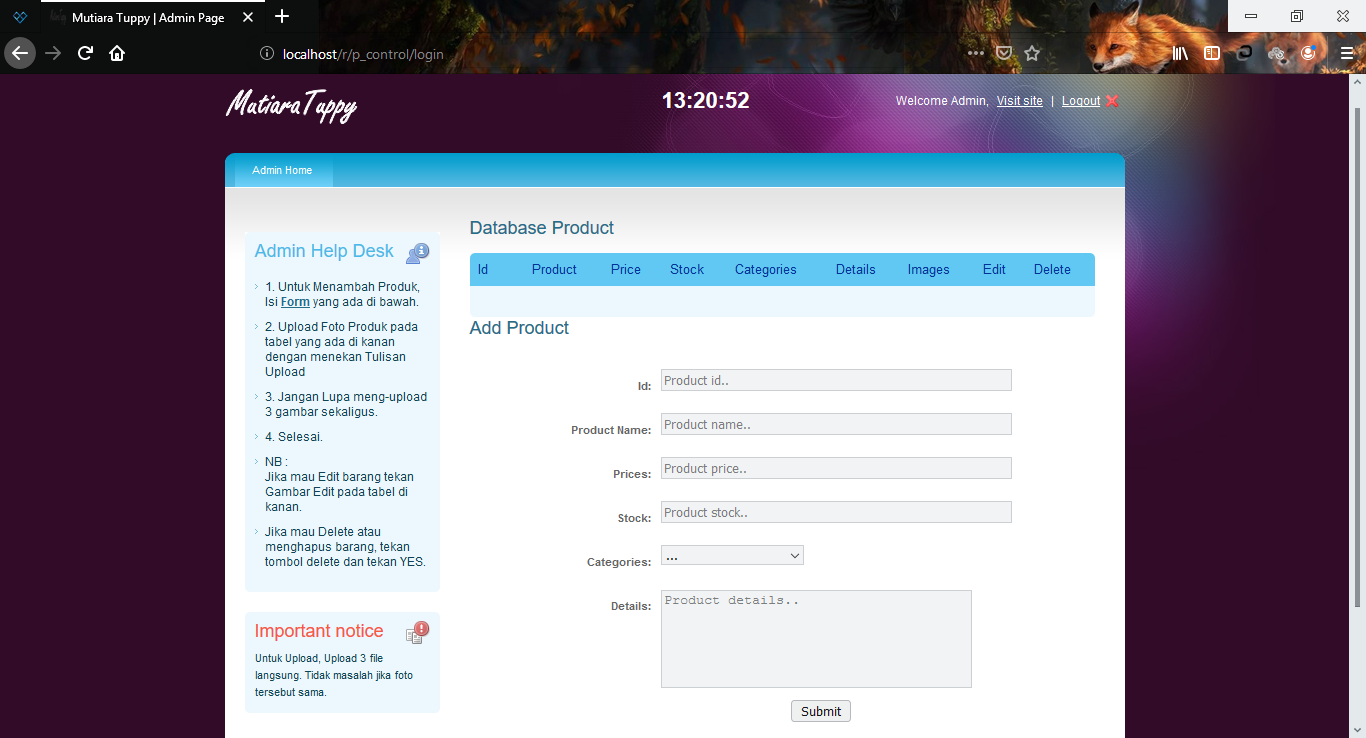 Mutiara Tuppy | Admin Page
localhost/r/p_control/login
MutiaraTuppy
13:20:52
Welcome Admin, Visit site | Logout
Admin Home
Admin Help Desk
1. Untuk Menambah Produk,
Isi Form yang ada di bawah.
2. Upload Foto Produk pada
tabel yang ada di kanan
dengan menekan Tulisan
Upload
3. Jangan Lupa meng-upload
3 gambar sekaligus.
4. Selesai.
NB :
Jika mau Edit barang tekan
Gambar Edit pada tabel di
kanan.
Jika mau Delete atau
menghapus barang, tekan
tombol delete dan tekan YES.
Important notice
Untuk Upload, Upload 3 file
langsung. Tidak masalah jika foto
tersebut sama.
Database Product
Id Product Price Stock Categories Details Images Edit Delete
Add Product
Id: Product id..
Product Name: Product name..
Prices: Product price..
Stock: Product stock..
Categories: ...
Details: Product details..
Submit